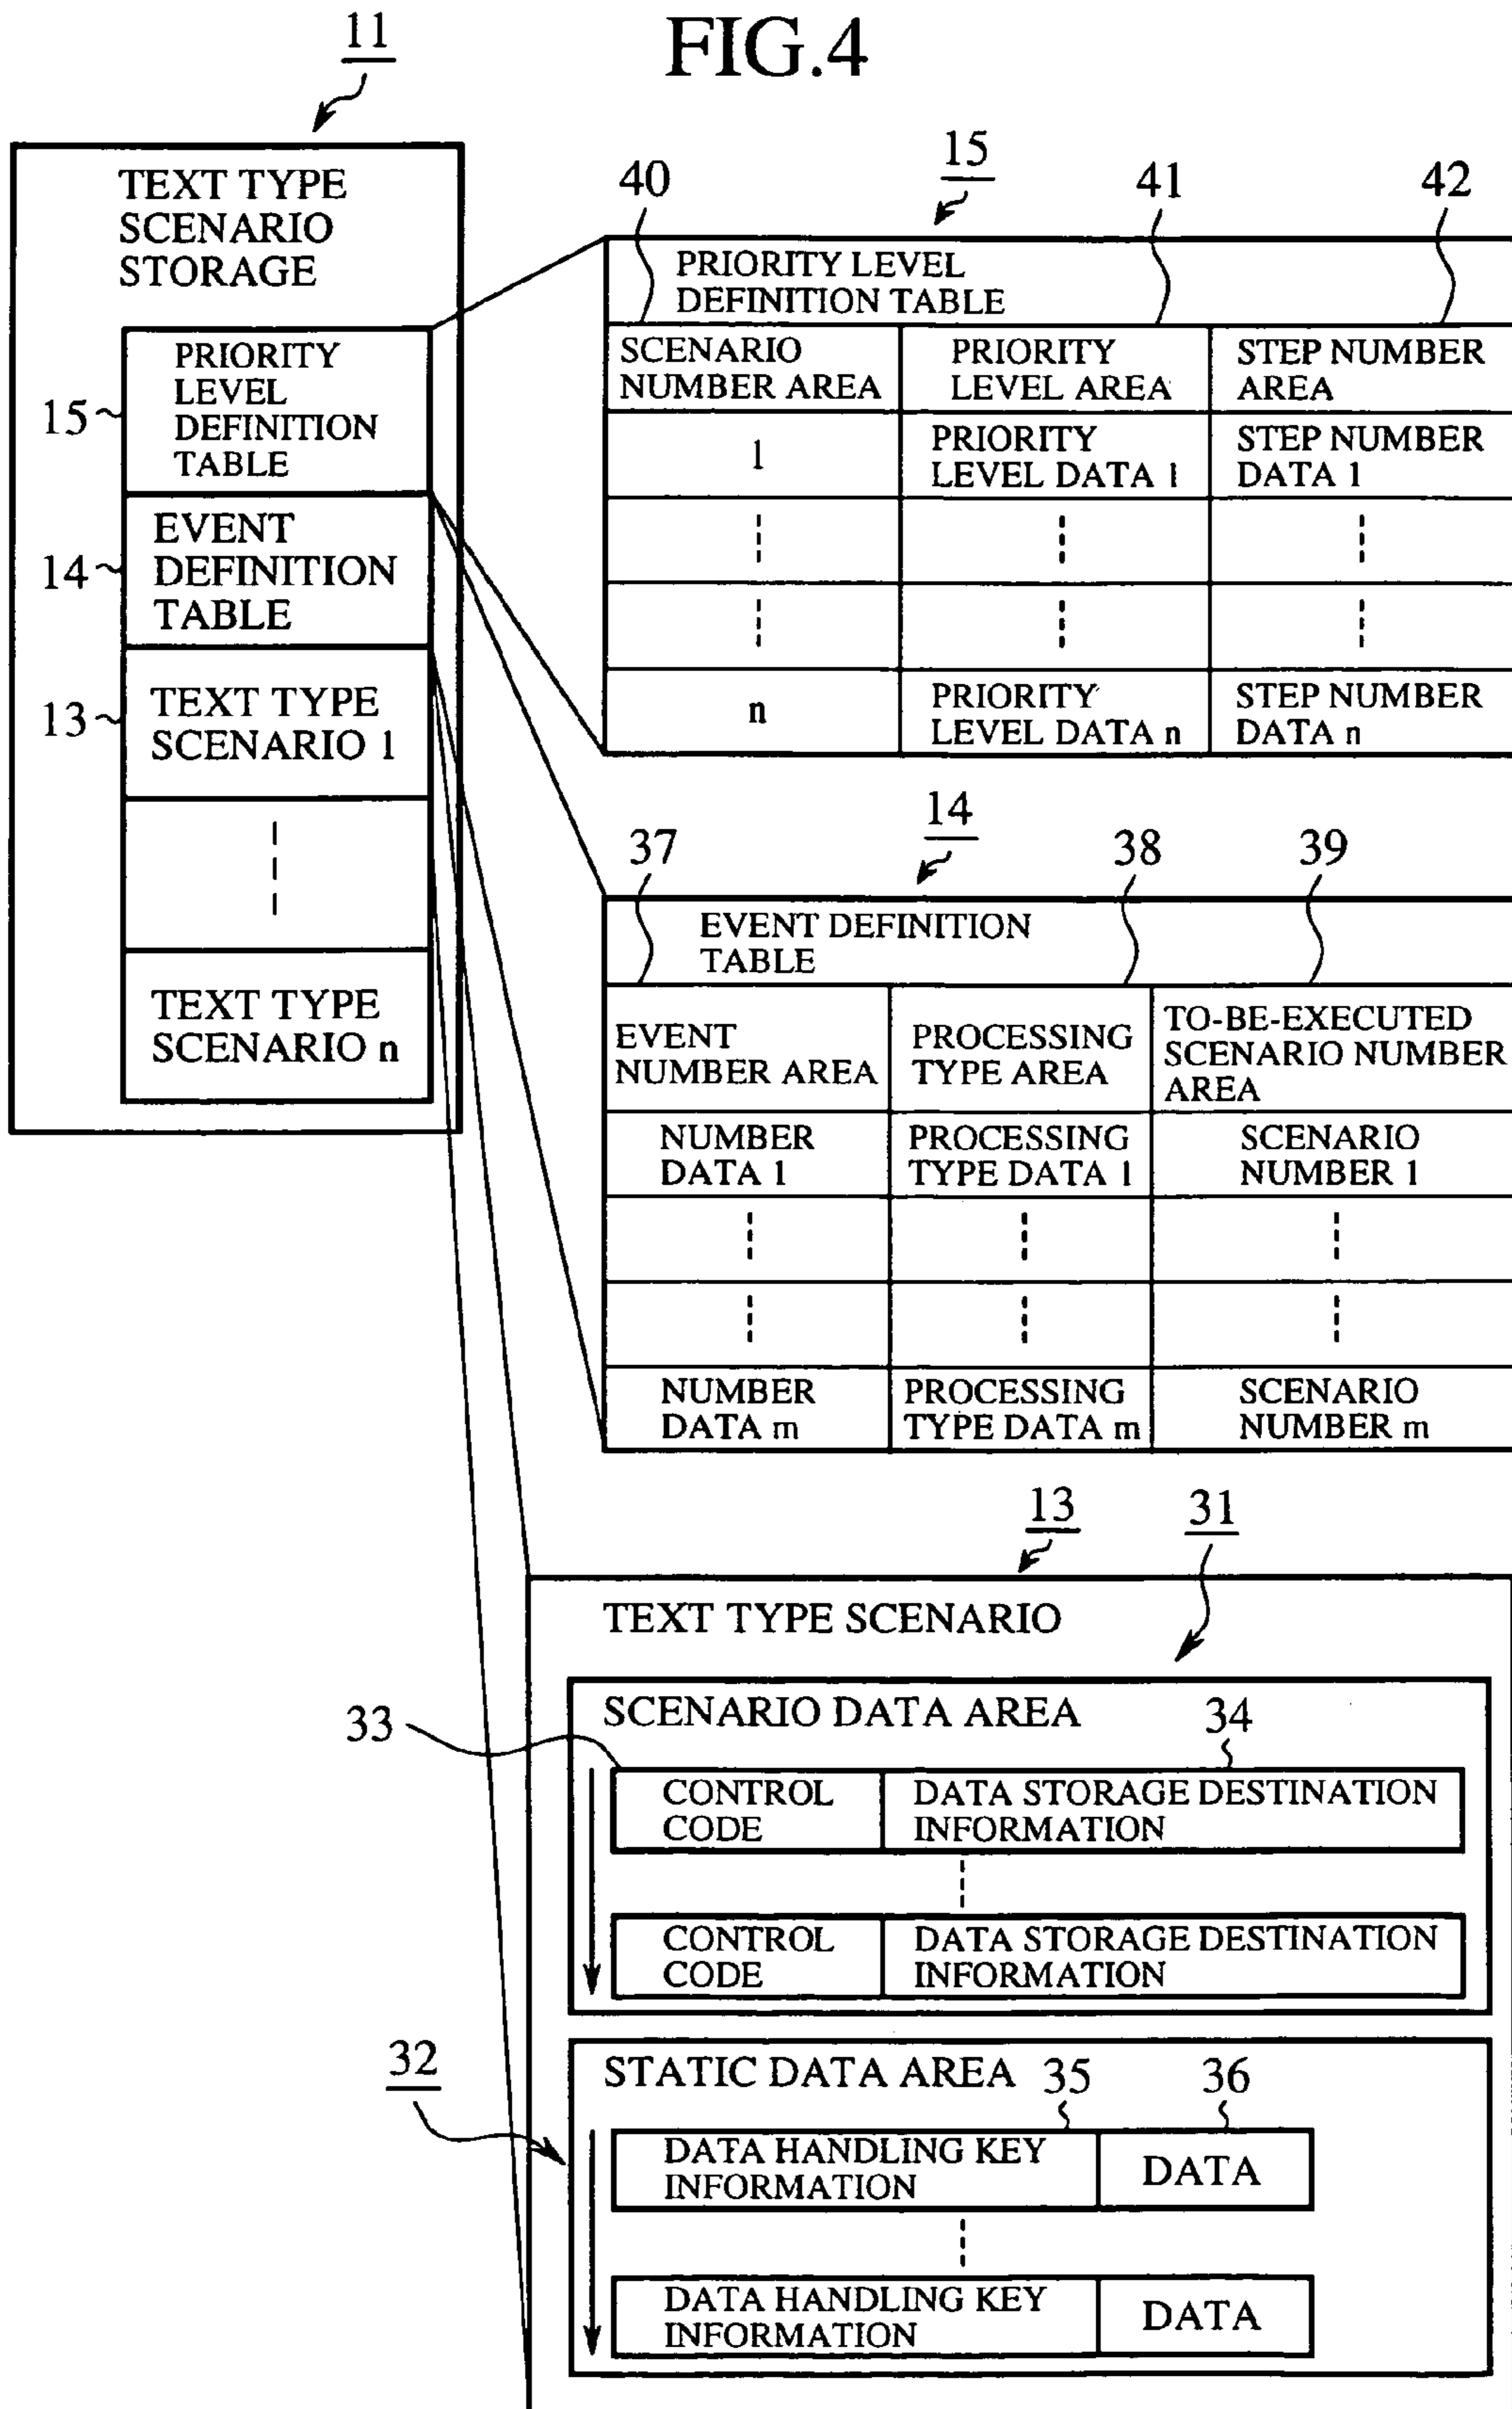 FIG.4
11
TEXT TYPE
SCENARIO
STORAGE
15
PRIORITY
LEVEL
DEFINITION
TABLE
14
EVENT
DEFINITION
TABLE
13
TEXT TYPE
SCENARIO 1
TEXT TYPE
SCENARIO n
15
40
41
42
PRIORITY LEVEL
DEFINITION TABLE
SCENARIO
NUMBER AREA
PRIORITY
LEVEL AREA
STEP NUMBER
AREA
1
PRIORITY
LEVEL DATA 1
STEP NUMBER
DATA 1
n
PRIORITY
LEVEL DATA n
STEP NUMBER
DATA n
14
37
38
39
EVENT DEFINITION
TABLE
EVENT
NUMBER AREA
PROCESSING
TYPE AREA
TO-BE-EXECUTED
SCENARIO NUMBER
AREA
NUMBER
DATA 1
PROCESSING
TYPE DATA 1
SCENARIO
NUMBER 1
NUMBER
DATA m
PROCESSING
TYPE DATA m
SCENARIO
NUMBER m
13
31
TEXT TYPE SCENARIO
SCENARIO DATA AREA
33
34
CONTROL
CODE
DATA STORAGE DESTINATION
INFORMATION
CONTROL
CODE
DATA STORAGE DESTINATION
INFORMATION
32
STATIC DATA AREA
35
36
DATA HANDLING KEY
INFORMATION
DATA
DATA HANDLING KEY
INFORMATION
DATA